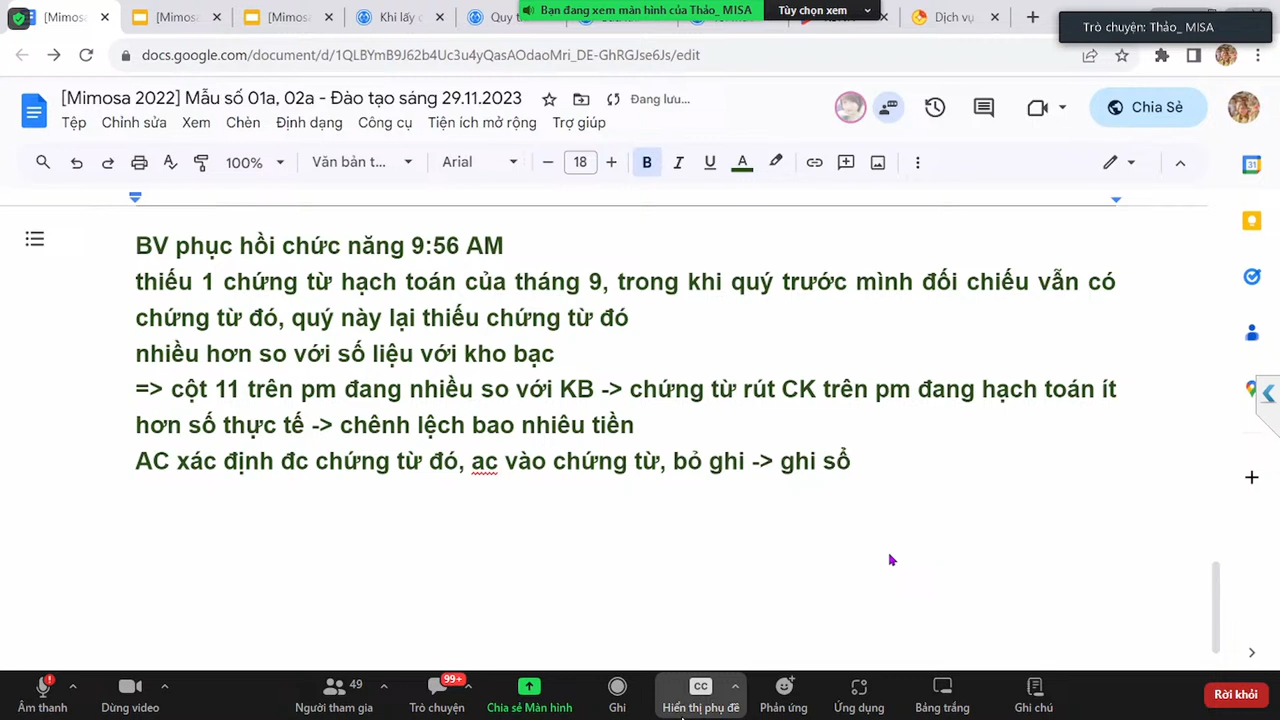 [Mimosa
[Mimosa
[Mimosa
Khi lấy c
Quy th
Dịch vụ
Bạn đang xem màn hình của Thảo_ MISA
Tùy chọn xem
Trò chuyện: Thảo_ MISA
docs.google.com/document/d/1QLBYmB9J62b4Uc3u4yQasAOdaoMri_DE-GhRGJse6Js/edit
[Mimosa 2022] Mẫu số 01a, 02a - Đào tạo sáng 29.11.2023
Đang lưu...
Chia Sẻ
Tệp Chỉnh sửa Xem Chèn Định dạng Công cụ Tiện ích mở rộng Trợ giúp
100% Văn bản t... Arial 18 B I U A
31
BV phục hồi chức năng 9:56 AM
thiếu 1 chứng từ hạch toán của tháng 9, trong khi quý trước mình đối chiếu vẫn có
chứng từ đó, quý này lại thiếu chứng từ đó
nhiều hơn so với số liệu với kho bạc
=> cột 11 trên pm đang nhiều so với KB -> chứng từ rút CK trên pm đang hạch toán ít
hơn số thực tế -> chênh lệch bao nhiêu tiền
AC xác định đc chứng từ đó, ac vào chứng từ, bỏ ghi -> ghi sổ
49
99+
CC
Âm thanh Dừng video Người tham gia Trò chuyện Chia sẻ Màn hình Ghi Hiển thị phụ đề Phản ứng Ứng dụng Bảng trắng Ghi chú Rời khỏi